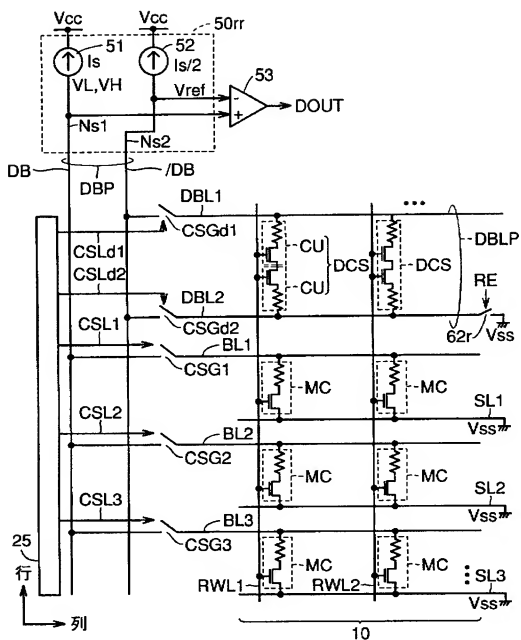 Vcc Vcc
51 52 50rr
Is Is/2
VL,VH
53
Vref
- +
DOUT
Ns1
Ns2
DB DBP /DB
DBL1
CSGd1
CSLd1
CSLd2
CU DCS DCS DBLP
CU
RE
DBL2
CSGd2
62r Vss
CSL1
BL1
CSG1
MC MC
SL1
Vss
CSL2
BL2
CSG2
MC MC
SL2
Vss
CSL3
BL3
CSG3
25
MC MC
RWL1 RWL2
SL3
Vss
行
列
10